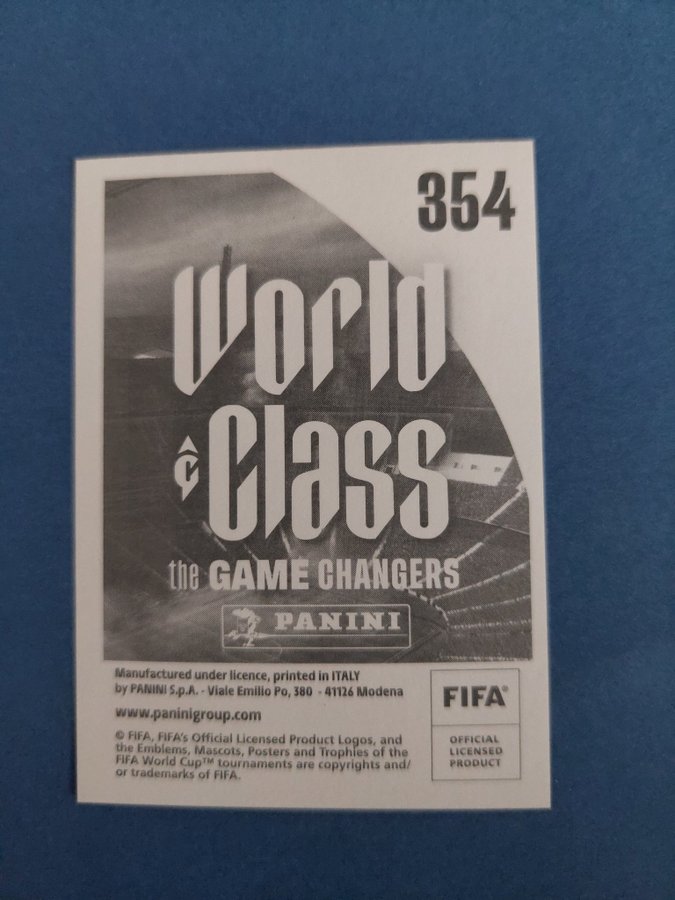 354
World
Class
the GAME CHANGERS
PANINI
Manufactured under licence, printed in ITALY
by PANINI S.p.A. - Viale Emilio Po, 380 - 41126 Modena
www.paninigroup.com
© FIFA, FIFA's Official Licensed Product Logos, and
the Emblems, Mascots, Posters and Trophies of the
FIFA World Cup™ tournaments are copyrights and/
or trademarks of FIFA.
FIFA®
OFFICIAL
LICENSED
PRODUCT